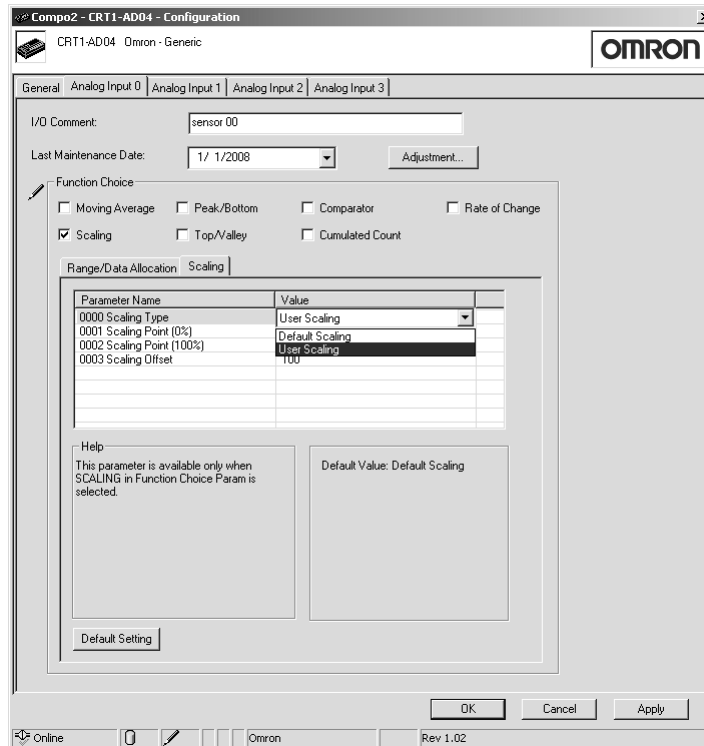 Compo2 - CRT1-AD04 - Configuration
CRT1-AD04 Omron - Generic
OMRON
General Analog Input 0 Analog Input 1 Analog Input 2 Analog Input 3
I/O Comment: sensor 00
Last Maintenance Date: 1/ 1/2008 Adjustment...
Function Choice
Moving Average Peak/Bottom Comparator Rate of Change
Scaling Top/Valley Cumulated Count
Range/Data Allocation Scaling
Parameter Name Value
0000 Scaling Type User Scaling
0001 Scaling Point (0%) Default Scaling
0002 Scaling Point (100%) User Scaling
0003 Scaling Offset 100
Help
This parameter is available only when
SCALING in Function Choice Param is
selected.
Default Value: Default Scaling
Default Setting
OK Cancel Apply
Online Omron Rev 1.02